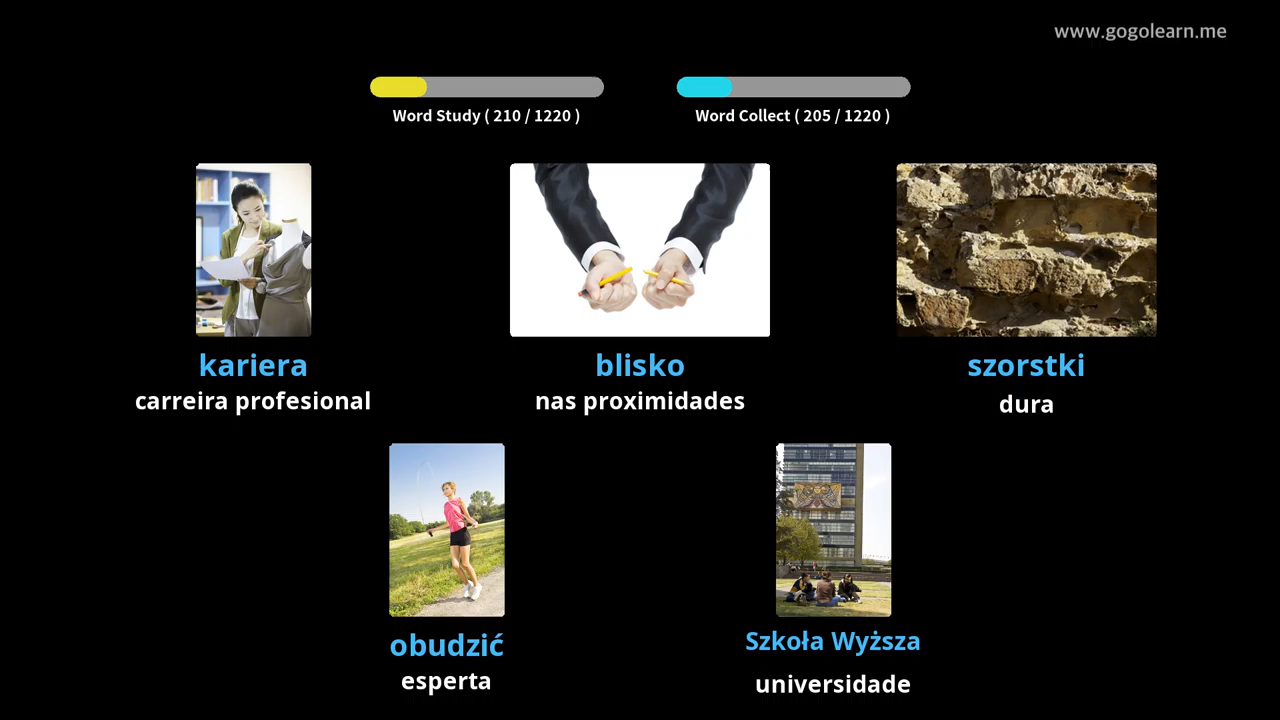 www.gogolearn.me
Word Study ( 210 / 1220 )
Word Collect ( 205 / 1220 )
kariera
carreira profesional
blisko
nas proximidades
szorstki
dura
obudzić
esperta
Szkoła Wyższa
universidade